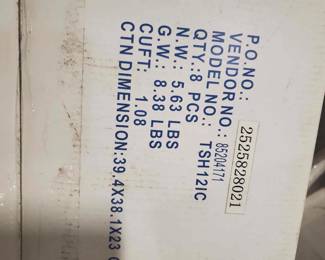 P.O.NO.:
2525828021
VENDOR NO.: 85204171
MODEL NO.: TSH12IC
QTY.:8 PCS
N.W.: 5.63 LBS
G.W.: 8.38 LBS
CUFT: 1.08
CTN DIMENSION:39.4X38.1X23